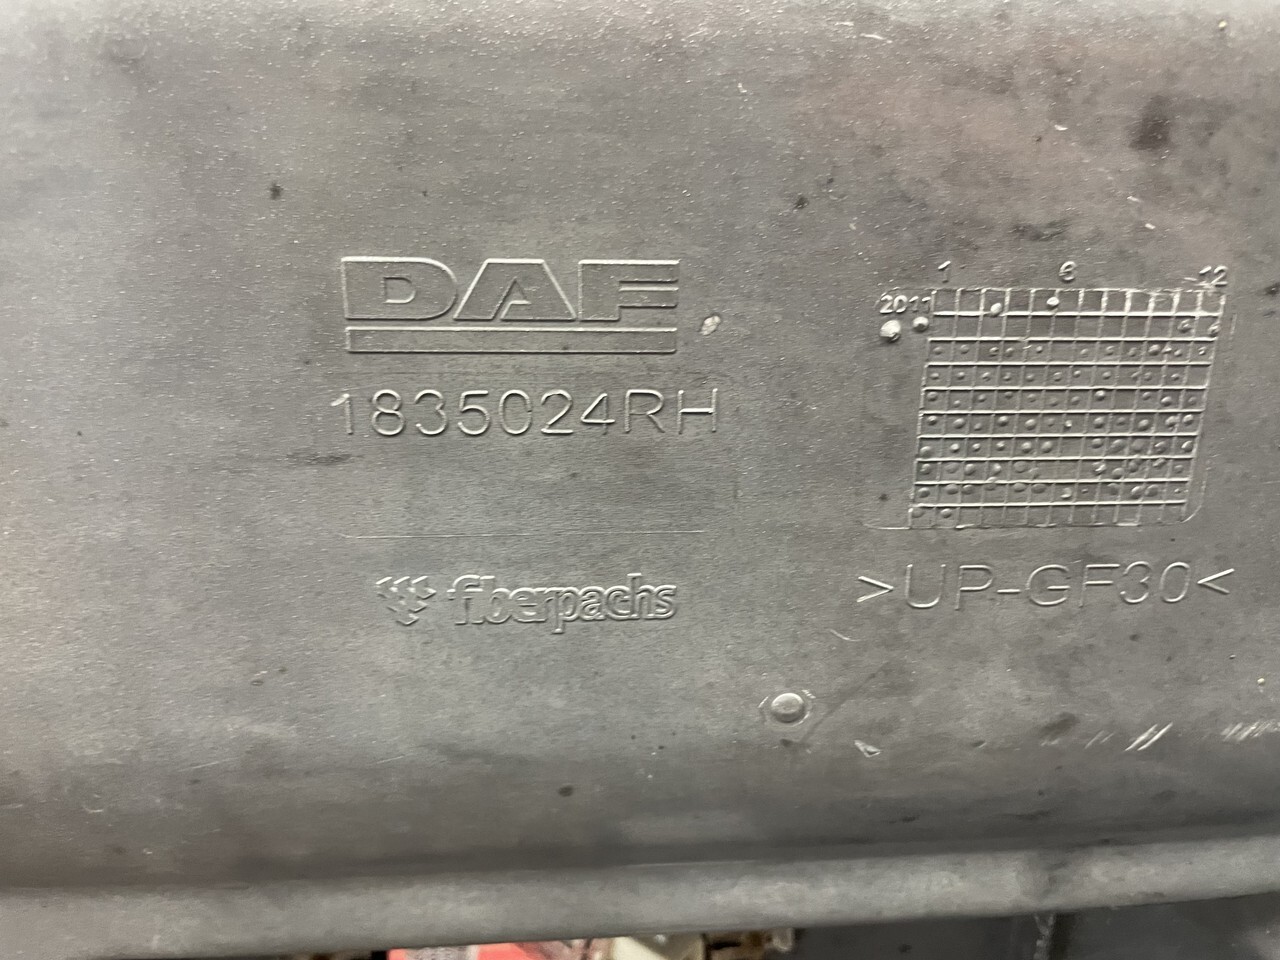 DAF
1835024RH
fiberpachs
1 6 12
2011
>UP-GF30<